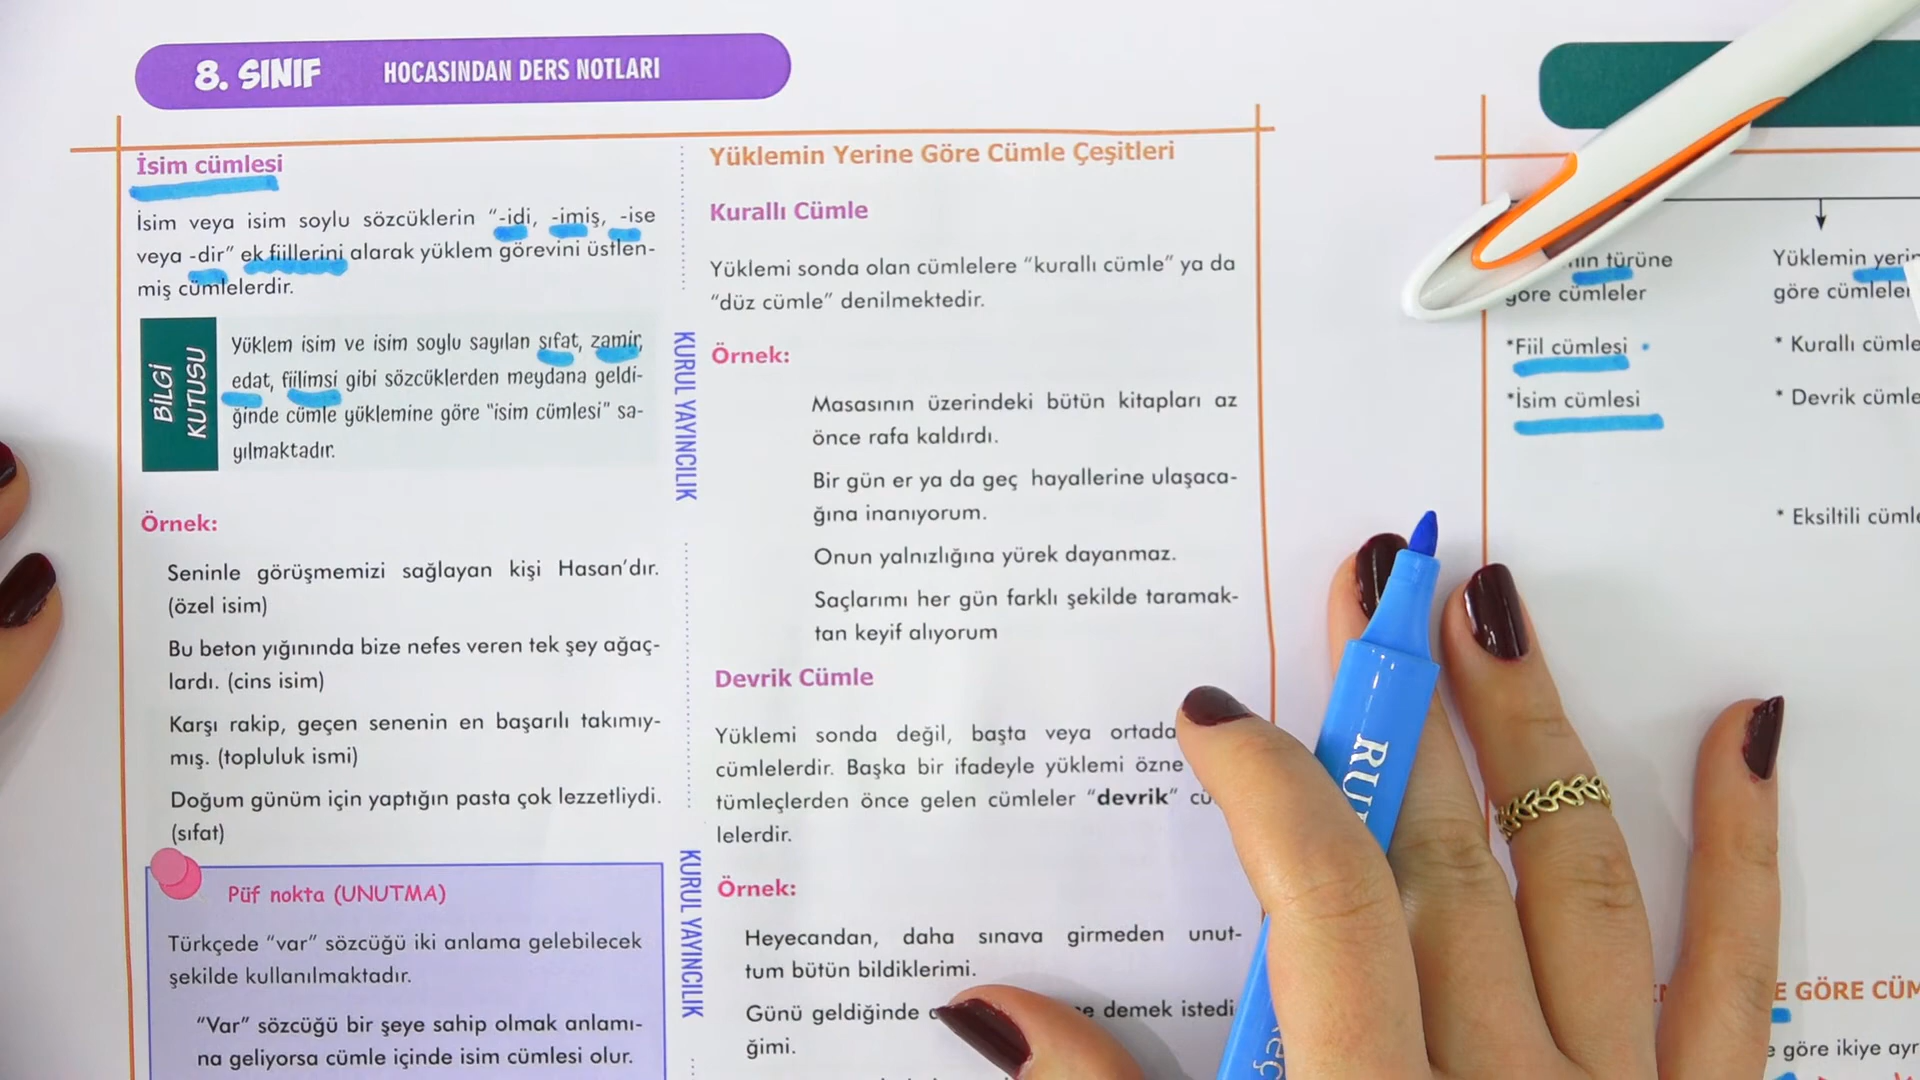 8. SINIF HOCASINDAN DERS NOTLARI
İsim cümlesi
İsim veya isim soylu sözcüklerin “-idi, -imiş, -ise
veya -dir” ek fiillerini alarak yüklem görevini üstlen-
miş cümlelerdir.
BİLGİ
KUTUSU
Yüklem isim ve isim soylu sayılan sıfat, zamir,
edat, fiilimsi gibi sözcüklerden meydana geldi-
ğinde cümle yüklemine göre “isim cümlesi” sa-
yılmaktadır.
Örnek:
Seninle görüşmemizi sağlayan kişi Hasan’dır.
(özel isim)
Bu beton yığınında bize nefes veren tek şey ağaç-
lardı. (cins isim)
Karşı rakip, geçen senenin en başarılı takımıy-
mış. (topluluk ismi)
Doğum günüm için yaptığın pasta çok lezzetliydi.
(sıfat)
Püf nokta (UNUTMA)
Türkçede “var” sözcüğü iki anlama gelebilecek
şekilde kullanılmaktadır.
“Var” sözcüğü bir şeye sahip olmak anlamı-
na geliyorsa cümle içinde isim cümlesi olur.
KURUL YAYINCILIK
KURUL YAYINCILIK
Yüklemin Yerine Göre Cümle Çeşitleri
Kurallı Cümle
Yüklemi sonda olan cümlelere “kurallı cümle” ya da
“düz cümle” denilmektedir.
Örnek:
Masasının üzerindeki bütün kitapları az
önce rafa kaldırdı.
Bir gün er ya da geç hayallerine ulaşaca-
ğına inanıyorum.
Onun yalnızlığına yürek dayanmaz.
Saçlarımı her gün farklı şekilde taramak-
tan keyif alıyorum
Devrik Cümle
Yüklemi sonda değil, başta veya ortada
cümlelerdir. Başka bir ifadeyle yüklemi özne
tümleçlerden önce gelen cümleler “devrik” cü
lelerdir.
Örnek:
Heyecandan, daha sınava girmeden unut-
tum bütün bildiklerimi.
Günü geldiğinde demek istedi
ğimi.
türüne
göre cümleler
*Fiil cümlesi
*İsim cümlesi
Yüklemin yerin
göre cümleler
* Kurallı cümle
* Devrik cümle
* Eksiltili cümle
E GÖRE CÜM
göre ikiye ayr
RU